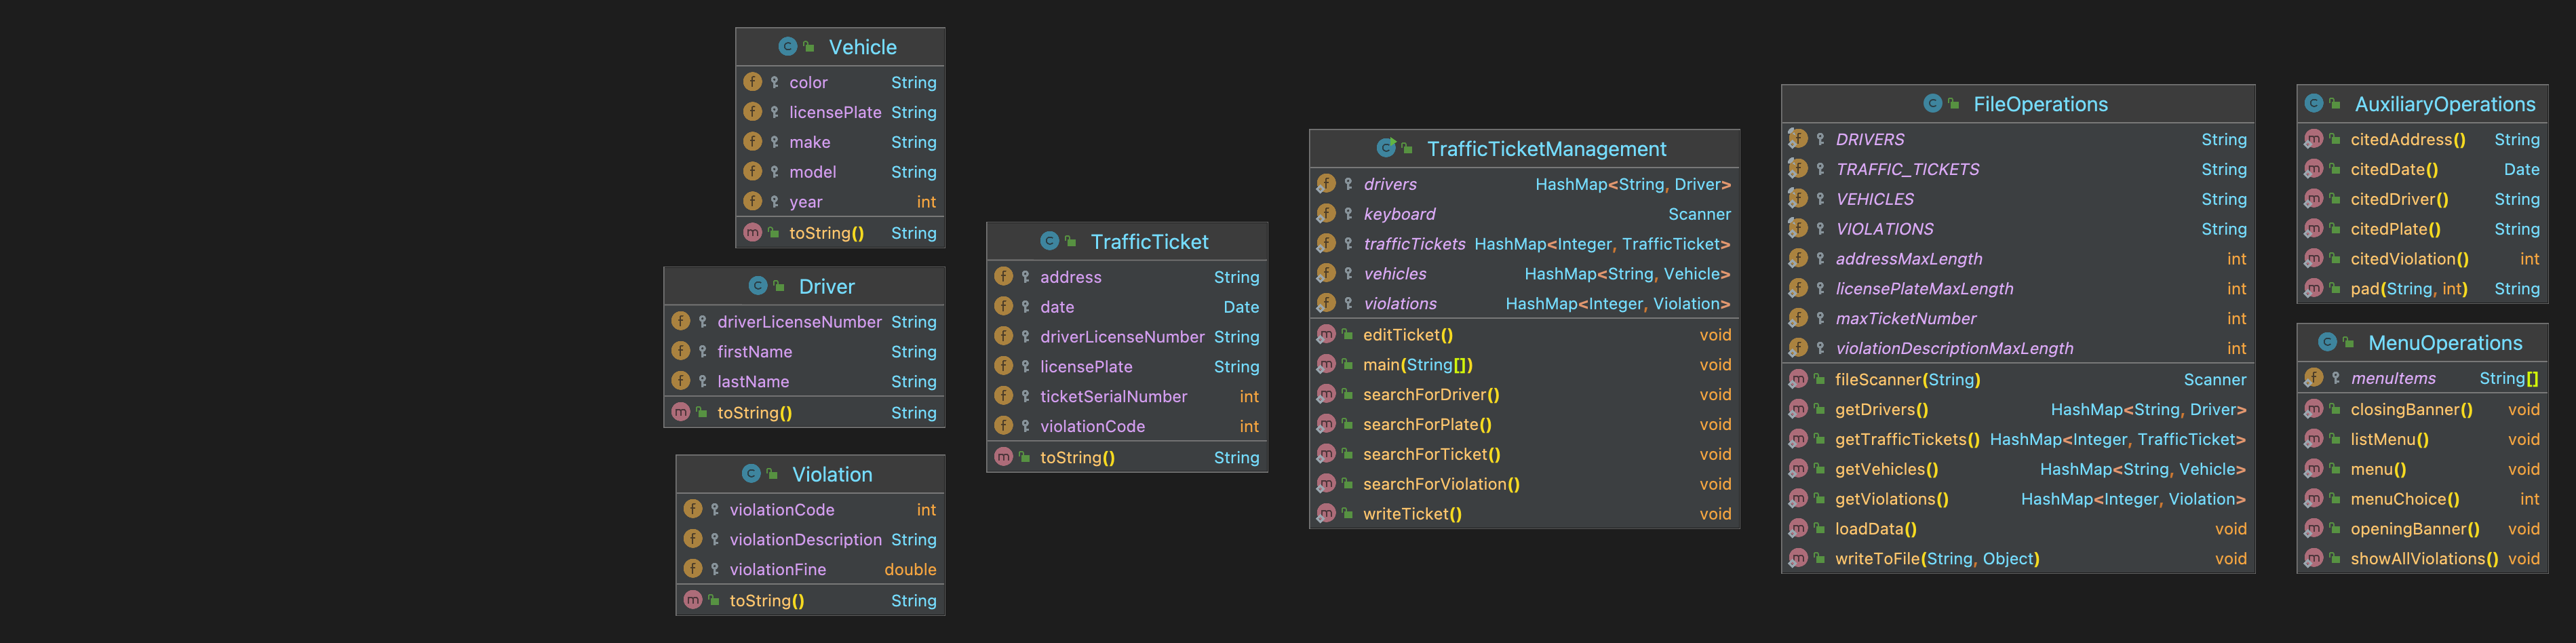 Vehicle
color String
licensePlate String
make String
model String
year int
toString() String
Driver
driverLicenseNumber String
firstName String
lastName String
toString() String
Violation
violationCode int
violationDescription String
violationFine double
toString() String
TrafficTicket
address String
date Date
driverLicenseNumber String
licensePlate String
ticketSerialNumber int
violationCode int
toString() String
TrafficTicketManagement
drivers HashMap<String, Driver>
keyboard Scanner
trafficTickets HashMap<Integer, TrafficTicket>
vehicles HashMap<String, Vehicle>
violations HashMap<Integer, Violation>
editTicket() void
main(String[]) void
searchForDriver() void
searchForPlate() void
searchForTicket() void
searchForViolation() void
writeTicket() void
FileOperations
DRIVERS String
TRAFFIC_TICKETS String
VEHICLES String
VIOLATIONS String
addressMaxLength int
licensePlateMaxLength int
maxTicketNumber int
violationDescriptionMaxLength int
fileScanner(String) Scanner
getDrivers() HashMap<String, Driver>
getTrafficTickets() HashMap<Integer, TrafficTicket>
getVehicles() HashMap<String, Vehicle>
getViolations() HashMap<Integer, Violation>
loadData() void
writeToFile(String, Object) void
AuxiliaryOperations
citedAddress() String
citedDate() Date
citedDriver() String
citedPlate() String
citedViolation() int
pad(String, int) String
MenuOperations
menuItems String[]
closingBanner() void
listMenu() void
menu() void
menuChoice() int
openingBanner() void
showAllViolations() void